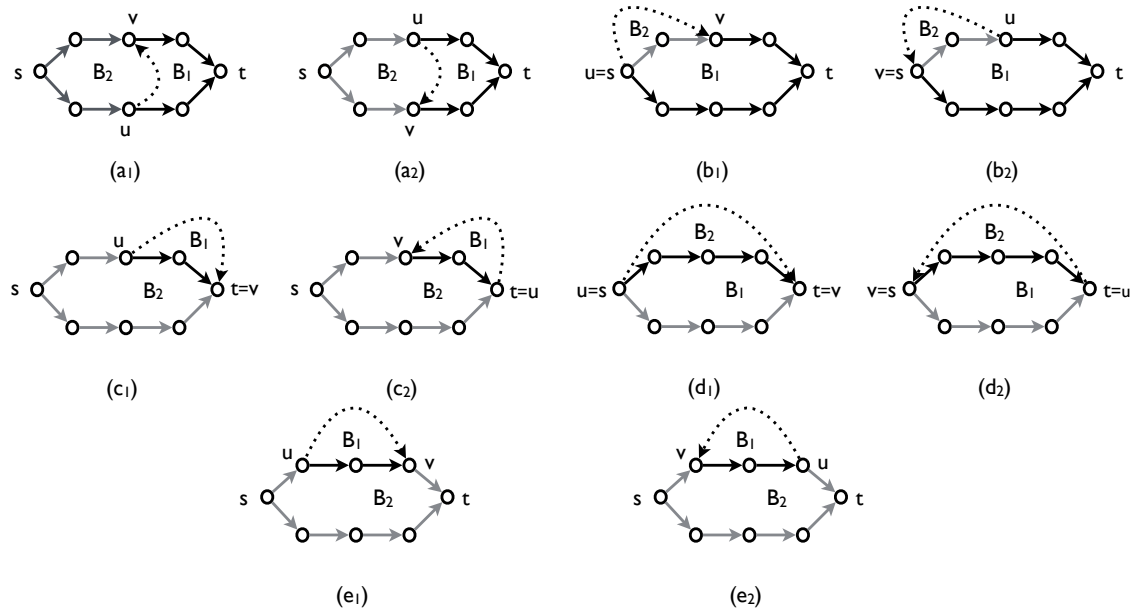 v u B₂ v B₂ u
s B₂ B₁ t s B₂ B₁ t u=s B₁ t v=s B₁ t
u v
(a₁) (a₂) (b₁) (b₂)
u B₁ v B₁ B₂ B₂
s B₂ t=v s B₂ t=u u=s B₁ t=v v=s B₁ t=u
(c₁) (c₂) (d₁) (d₂)
u B₁ v v B₁ u
s B₂ t s B₂ t
(e₁) (e₂)